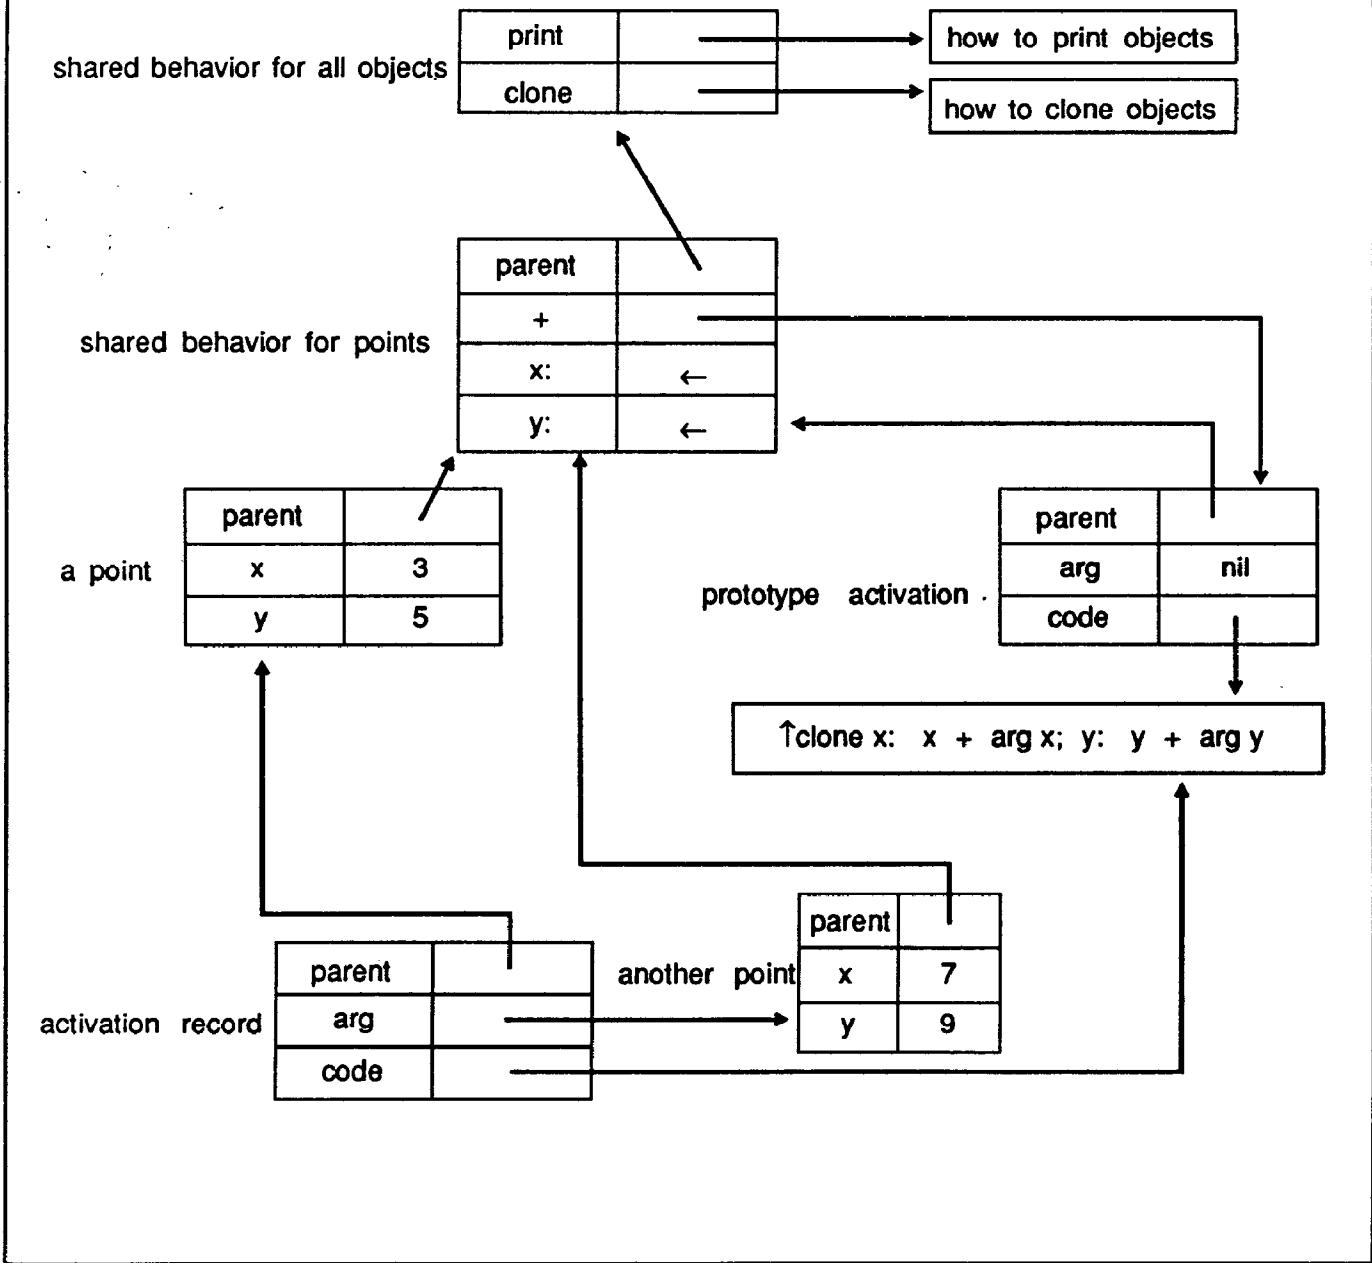 print
how to print objects
shared behavior for all objects
clone
how to clone objects
parent
+
shared behavior for points
x: ←
y: ←
parent
a point
x 3
y 5
parent
prototype activation
arg nil
code
↑clone x: x + arg x; y: y + arg y
parent
another point
x 7
y 9
parent
activation record
arg
code